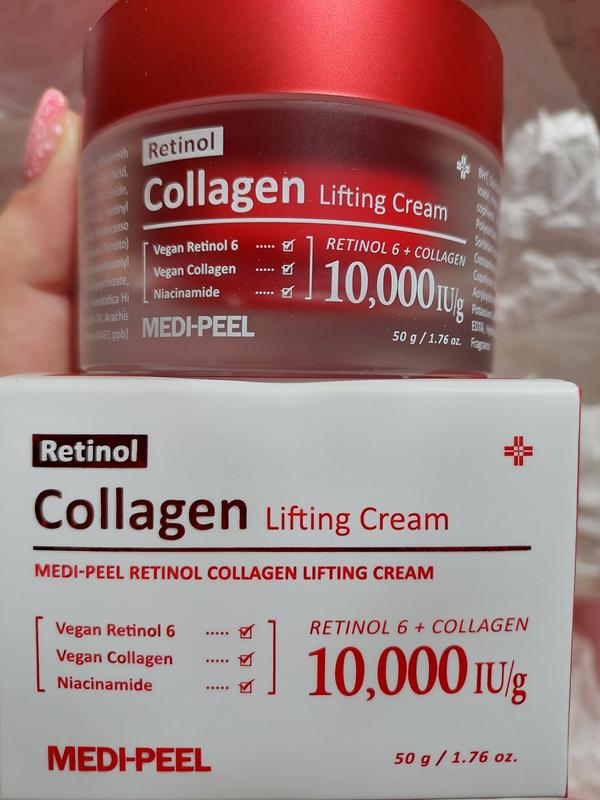 Retinol
Collagen Lifting Cream
Vegan Retinol 6 ..... ☑
Vegan Collagen ..... ☑
Niacinamide ..... ☑
RETINOL 6 + COLLAGEN
10,000 IU/g
MEDI-PEEL
50 g / 1.76 oz.
Retinol
Collagen Lifting Cream
MEDI-PEEL RETINOL COLLAGEN LIFTING CREAM
Vegan Retinol 6 ..... ☑
Vegan Collagen ..... ☑
Niacinamide ..... ☑
RETINOL 6 + COLLAGEN
10,000 IU/g
MEDI-PEEL
50 g / 1.76 oz.